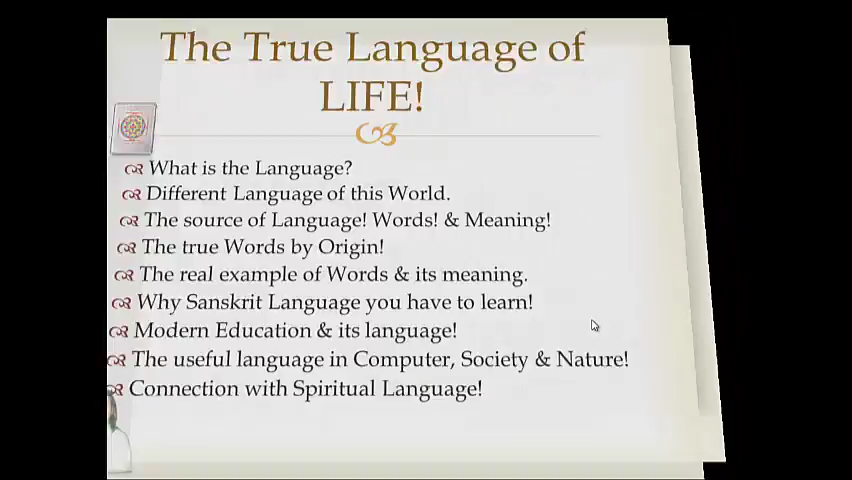 The True Language of
LIFE!
What is the Language?
Different Language of this World.
The source of Language! Words! & Meaning!
The true Words by Origin!
The real example of Words & its meaning.
Why Sanskrit Language you have to learn!
Modern Education & its language!
The useful language in Computer, Society & Nature!
Connection with Spiritual Language!